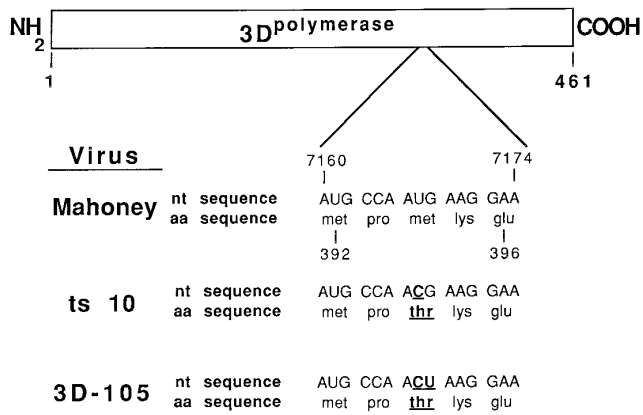 NH2 3Dpolymerase COOH
1 461
Virus 7160 7174
Mahoney nt sequence AUG CCA AUG AAG GAA
aa sequence met pro met lys glu
392 396
ts 10 nt sequence AUG CCA ACG AAG GAA
aa sequence met pro thr lys glu
3D-105 nt sequence AUG CCA ACU AAG GAA
aa sequence met pro thr lys glu